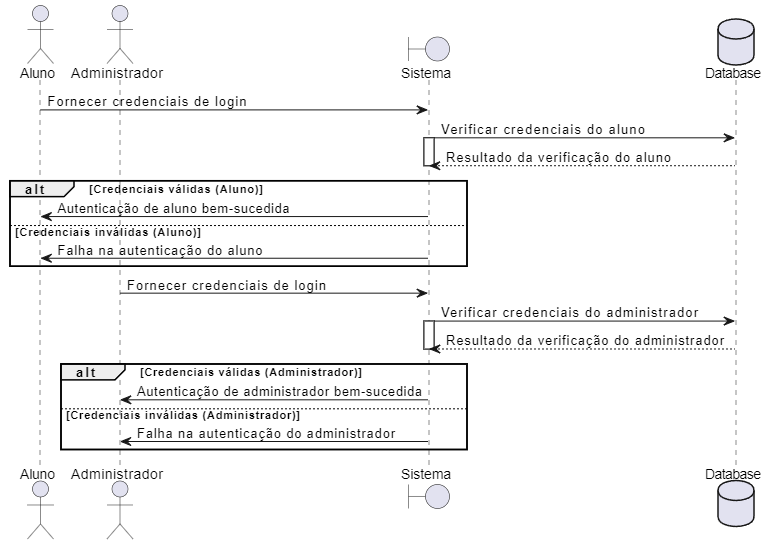 Aluno
Administrador
Sistema
Database
Fornecer credenciais de login
Verificar credenciais do aluno
Resultado da verificação do aluno
alt
[Credenciais válidas (Aluno)]
Autenticação de aluno bem-sucedida
[Credenciais inválidas (Aluno)]
Falha na autenticação do aluno
Fornecer credenciais de login
Verificar credenciais do administrador
Resultado da verificação do administrador
alt
[Credenciais válidas (Administrador)]
Autenticação de administrador bem-sucedida
[Credenciais inválidas (Administrador)]
Falha na autenticação do administrador
Aluno
Administrador
Sistema
Database